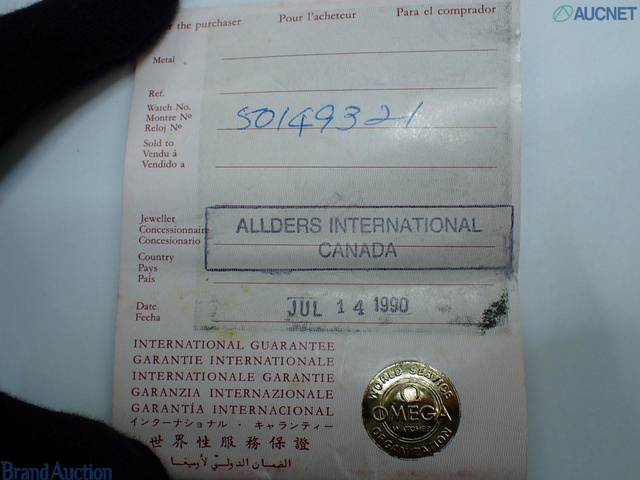 the purchaser Pour l'acheteur Para el comprador
AUCNET
Metal
Ref.
Watch No.
Montre Nº
Reloj Nº
50149321
Sold to
Vendu à
Vendido a
Jeweller
Concessionnaire
Concesionario
ALLDERS INTERNATIONAL
CANADA
Country
Pays
País
Date
Fecha
JUL 14 1990
INTERNATIONAL GUARANTEE
GARANTIE INTERNATIONALE
INTERNATIONALE GARANTIE
GARANZIA INTERNAZIONALE
GARANTÍA INTERNACIONAL
インターナショナル・ギャランティー
世界性服務保證
الضمان الدولي لأوميغا
WORLD SERVICE
OMEGA
WATCHES
ORGANIZATION
Brand Auction